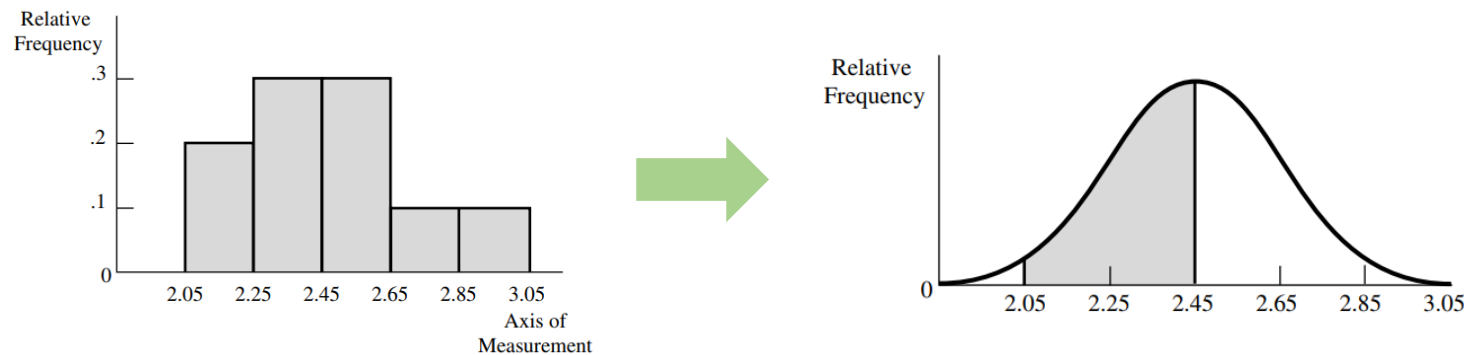 Relative
Frequency
.3
.2
.1
0
2.05 2.25 2.45 2.65 2.85 3.05
Axis of
Measurement
Relative
Frequency
0
2.05 2.25 2.45 2.65 2.85 3.05